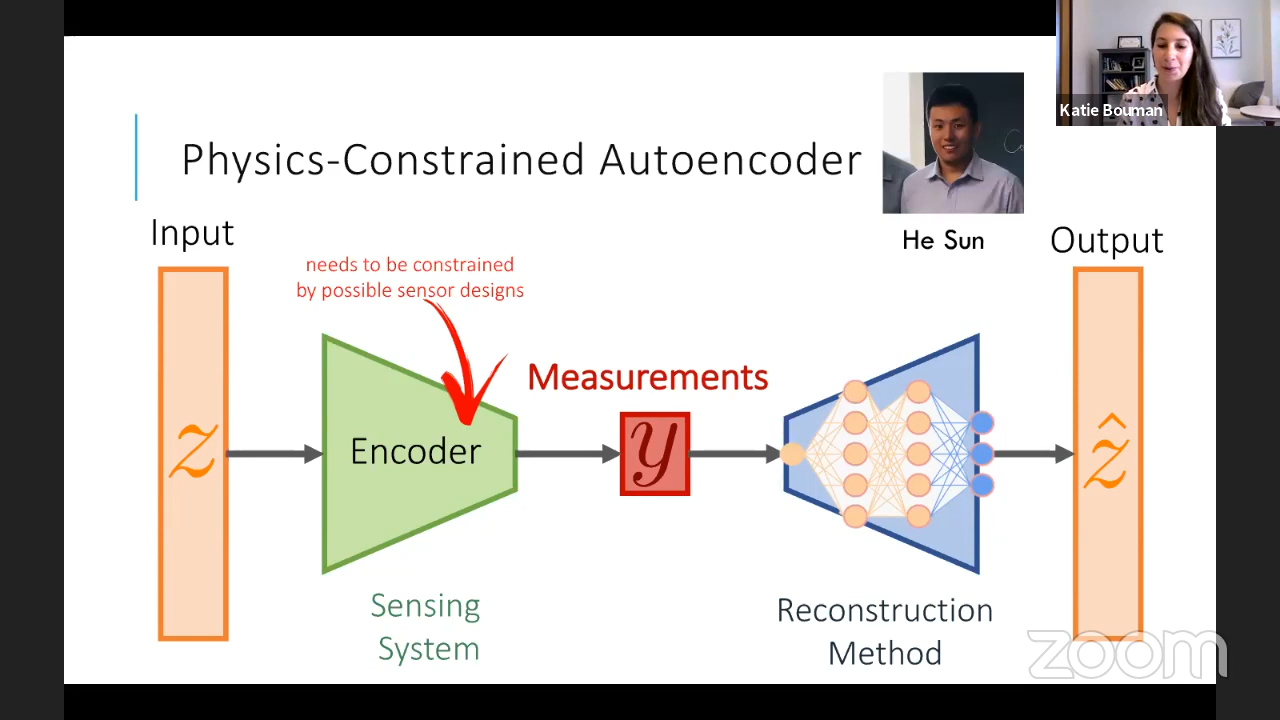 Katie Bouman
Physics-Constrained Autoencoder
He Sun
Input
Output
needs to be constrained
by possible sensor designs
Measurements
z
Encoder
y
ẑ
Sensing
System
Reconstruction
Method
zoom